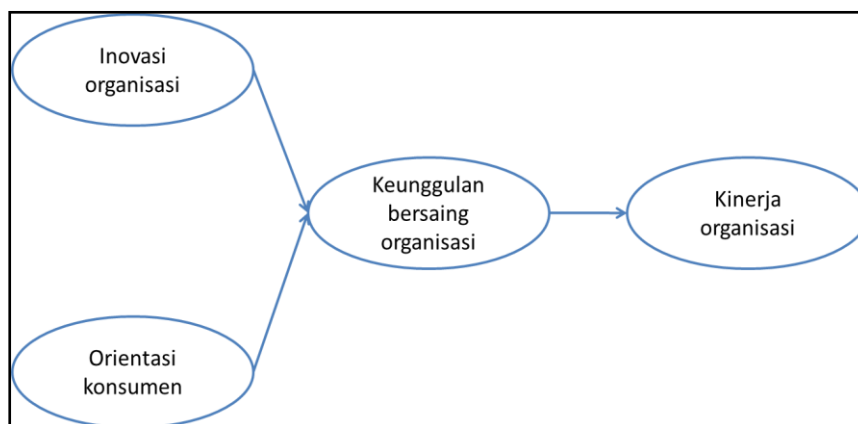 Inovasi
organisasi
Keunggulan
bersaing
organisasi
Kinerja
organisasi
Orientasi
konsumen